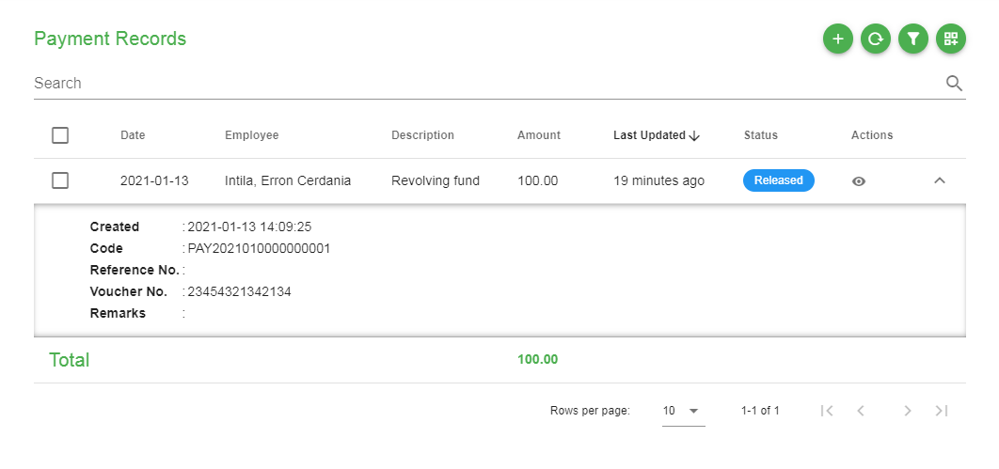 Payment Records
Search
Date Employee Description Amount Last Updated Status Actions
2021-01-13 Intila, Erron Cerdania Revolving fund 100.00 19 minutes ago Released
Created : 2021-01-13 14:09:25
Code : PAY2021010000000001
Reference No. :
Voucher No. : 23454321342134
Remarks :
Total 100.00
Rows per page: 10 1-1 of 1